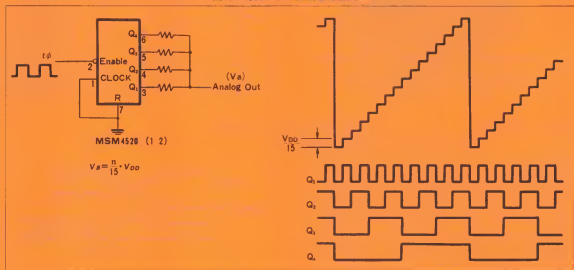 Q₄
6
Q₃
5
tφ
Enable
Q₂
2
4
CLOCK
Q₁
1
3
R
7
(Va)
Analog Out
MSM4520 (1 2)
Va = n/15 · VDD
VDD
15
Q₁
Q₂
Q₃
Q₄